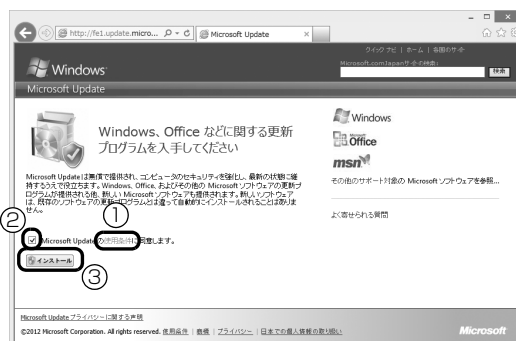 http://fe1.update.micro...
Microsoft Update
クイック ナビ | ホーム | 各国のサイト
Windows
Microsoft.comJapanサイトの検索:
検索
Microsoft Update
Windows、Office などに関する更新
プログラムを入手してください
Microsoft Update は無償で提供され、コンピュータのセキュリティを強化し、最新の状態に維
持するうえで役立ちます。Windows、Office、およびその他の Microsoft ソフトウェアの更新プ
ログラムが提供される他、新しい Microsoft ソフトウェアも提供されます。新しいソフトウェア
は、既存のソフトウェアの更新プログラムとは違って自動的にインストールされることはありま
せん。
②
①
Microsoft Update の使用条件に同意します。
インストール
③
Windows
Office
msn
その他のサポート対象の Microsoft ソフトウェアを参照...
よく寄せられる質問
Microsoft Update プライバシーに関する声明
©2012 Microsoft Corporation. All rights reserved. 使用条件 | 商標 | プライバシー | 日本での個人情報の取り扱い
Microsoft